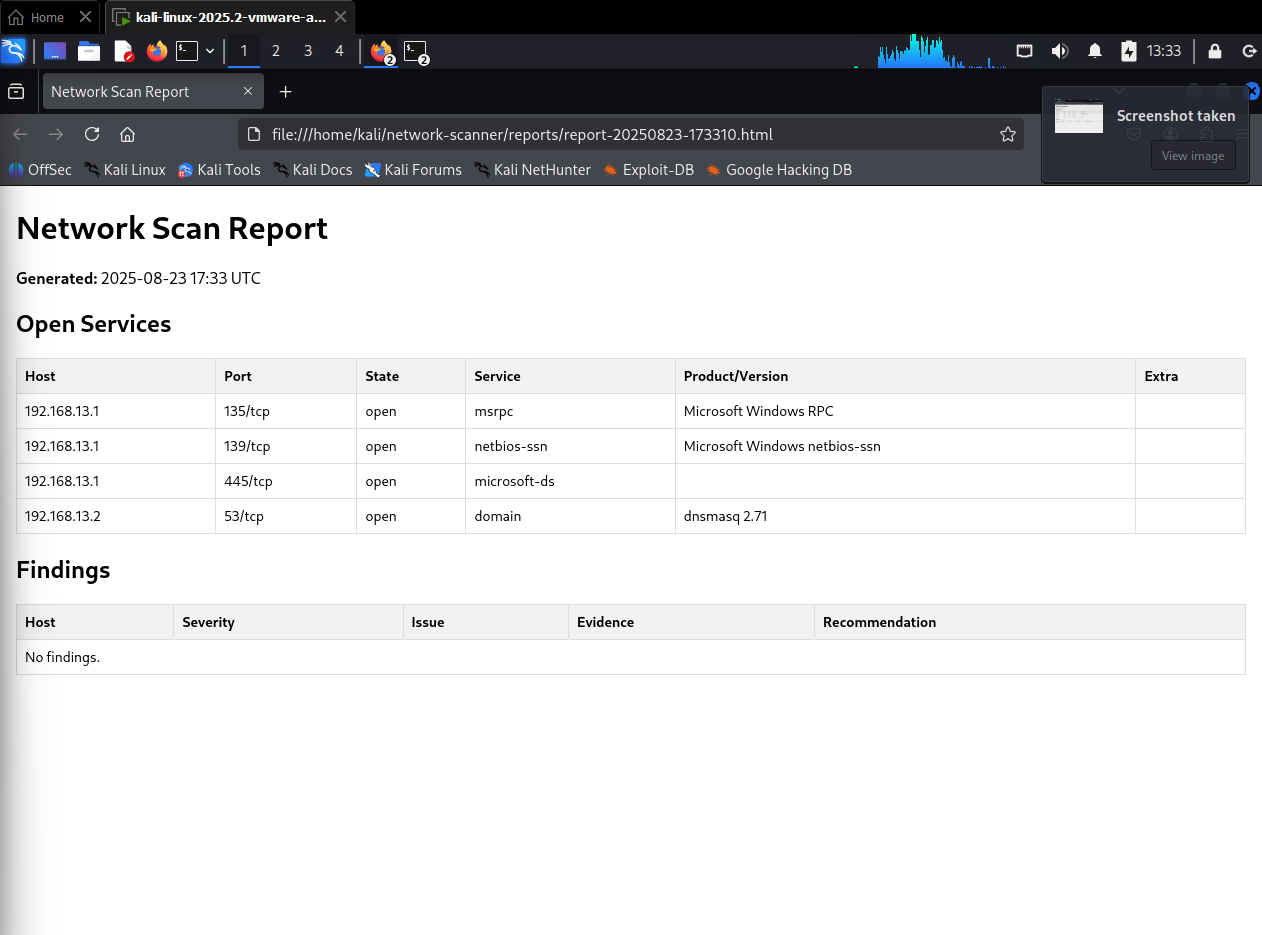 Home
kali-linux-2025.2-vmware-a...
1 2 3 4 2 2 13:33
Network Scan Report
Screenshot taken
View image
file:///home/kali/network-scanner/reports/report-20250823-173310.html
OffSec Kali Linux Kali Tools Kali Docs Kali Forums Kali NetHunter Exploit-DB Google Hacking DB
Network Scan Report
Generated: 2025-08-23 17:33 UTC
Open Services
Host Port State Service Product/Version Extra
192.168.13.1 135/tcp open msrpc Microsoft Windows RPC
192.168.13.1 139/tcp open netbios-ssn Microsoft Windows netbios-ssn
192.168.13.1 445/tcp open microsoft-ds
192.168.13.2 53/tcp open domain dnsmasq 2.71
Findings
Host Severity Issue Evidence Recommendation
No findings.